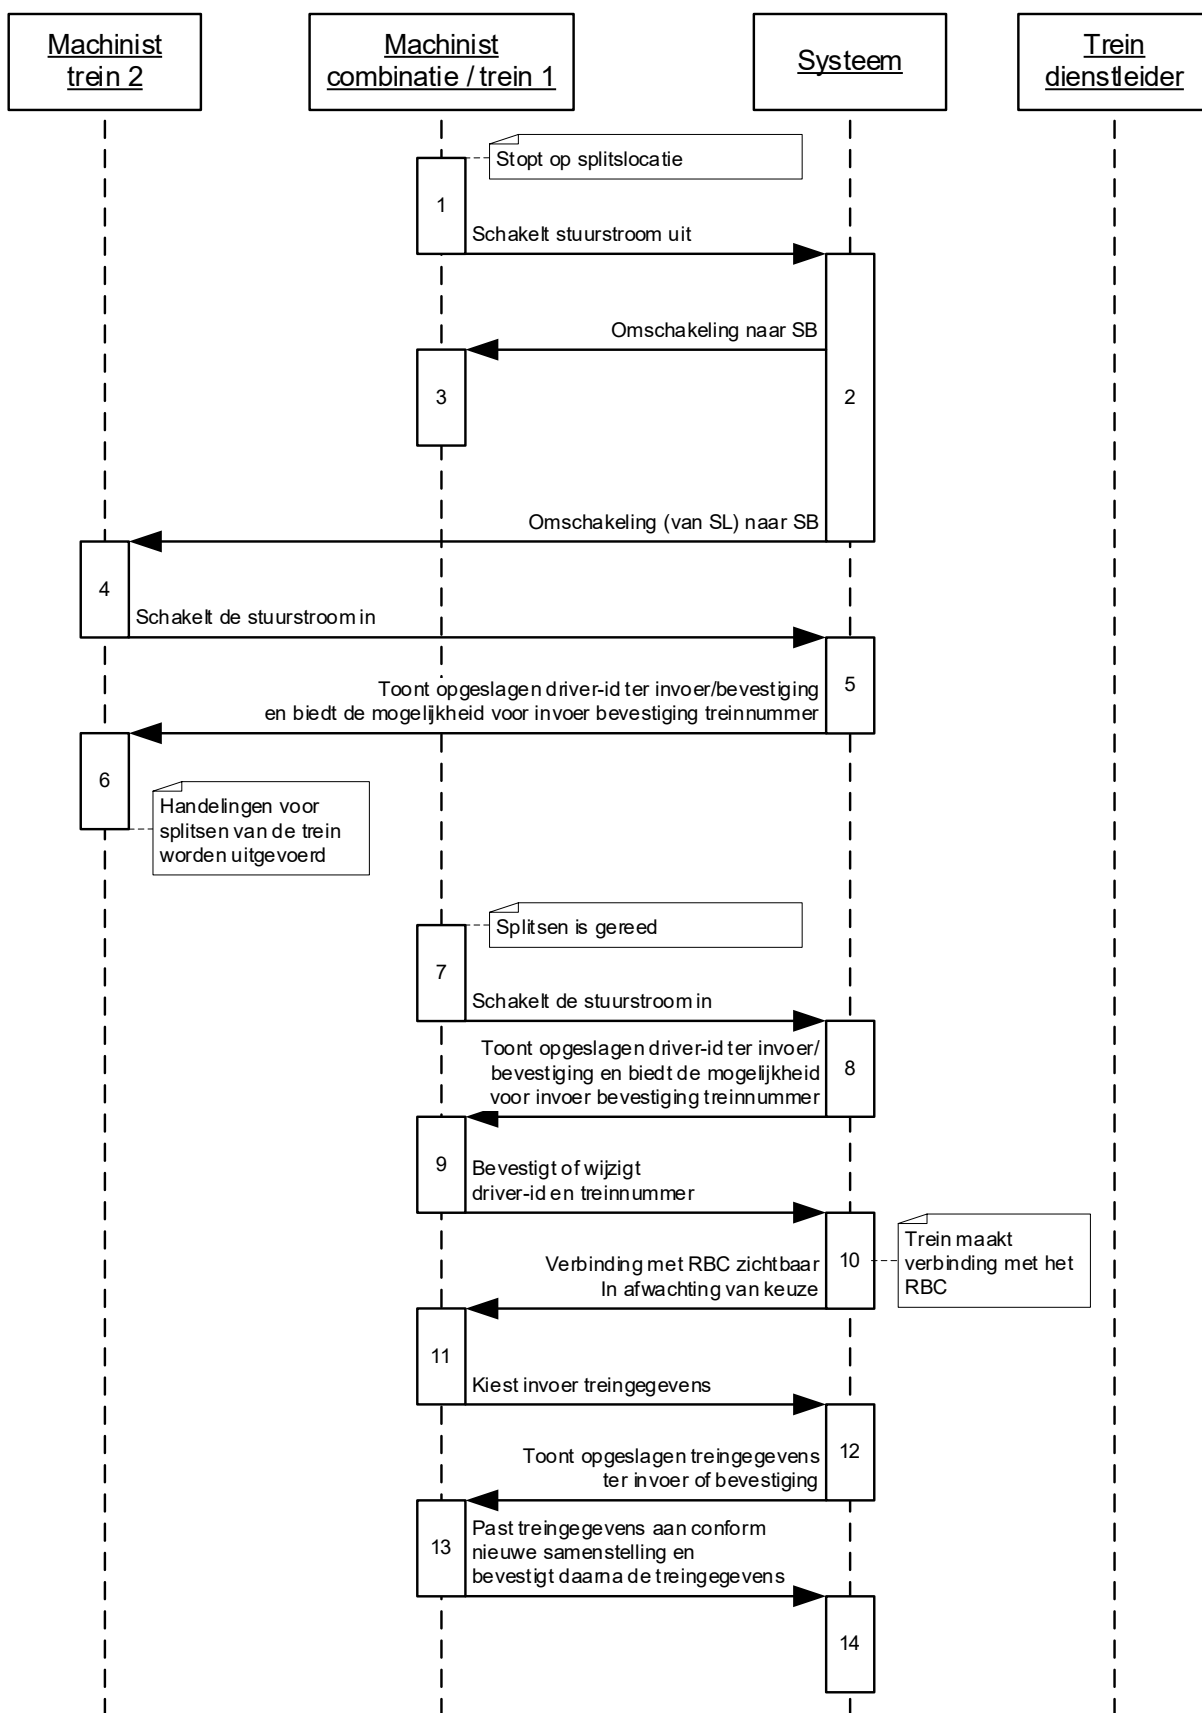 Machinist
trein 2
Machinist
combinatie / trein 1
Systeem
Trein
dienstleider
Stopt op splitslocatie
1
Schakelt stuurstroom uit
Omschakeling naar SB
3
2
Omschakeling (van SL) naar SB
4
Schakelt de stuurstroom in
5
Toont opgeslagen driver-id ter invoer/bevestiging
en biedt de mogelijkheid voor invoer bevestiging treinnummer
6
Handelingen voor
splitsen van de trein
worden uitgevoerd
Splitsen is gereed
7
Schakelt de stuurstroom in
Toont opgeslagen driver-id ter invoer/
bevestiging en biedt de mogelijkheid
voor invoer bevestiging treinnummer
8
9
Bevestigt of wijzigt
driver-id en treinnummer
Verbinding met RBC zichtbaar
In afwachting van keuze
10
Trein maakt
verbinding met het
RBC
11
Kiest invoer treingegevens
Toont opgeslagen treingegevens
ter invoer of bevestiging
12
13
Past treingegevens aan conform
nieuwe samenstelling en
bevestigt daarna de treingegevens
14